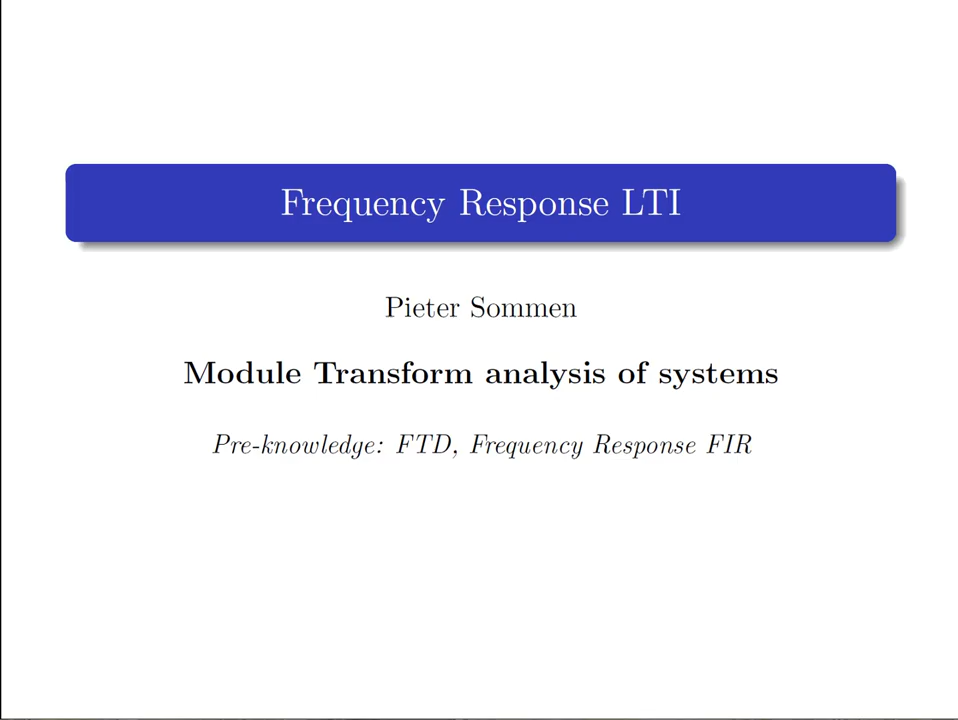 Frequency Response LTI
Pieter Sommen
Module Transform analysis of systems
Pre-knowledge: FTD, Frequency Response FIR